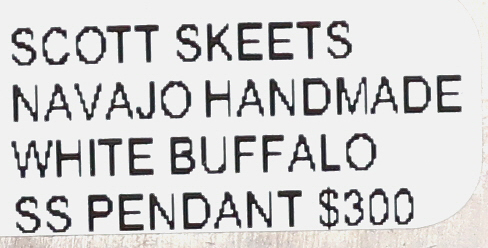 SCOTT SKEETS
NAVAJO HANDMADE
WHITE BUFFALO
SS PENDANT $300